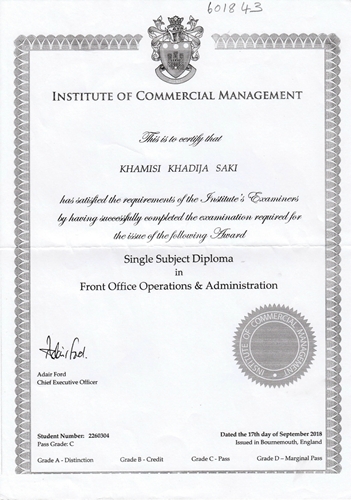 601843
INSTITUTE OF COMMERCIAL MANAGEMENT
This is to certify that
KHAMISI KHADIJA SAKI
has satisfied the requirements of the Institute's Examiners
by having successfully completed the examination required for
the issue of the following Award
Single Subject Diploma
in
Front Office Operations & Administration
Adair Ford.
Adair Ford
Chief Executive Officer
INSTITUTE OF COMMERCIAL MANAGEMENT
Student Number: 2260304
Pass Grade: C
Dated the 17th day of September 2018
Issued in Bournemouth, England
Grade A - Distinction Grade B - Credit Grade C - Pass Grade D – Marginal Pass